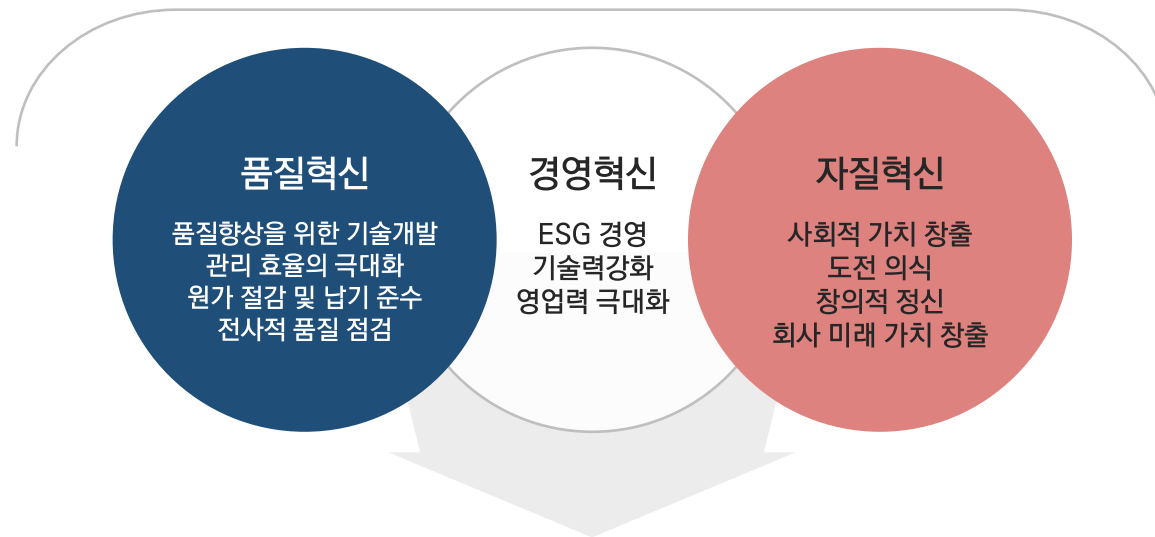 품질혁신
품질향상을 위한 기술개발
관리 효율의 극대화
원가 절감 및 납기 준수
전사적 품질 점검
경영혁신
ESG 경영
기술력강화
영업력 극대화
자질혁신
사회적 가치 창출
도전 의식
창의적 정신
회사 미래 가치 창출